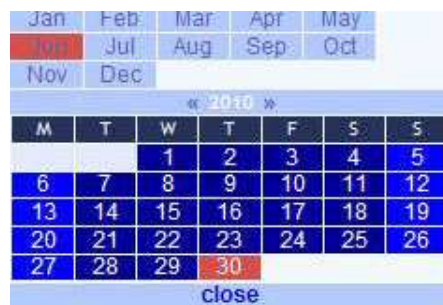 Jan Feb Mar Apr May
Jun Jul Aug Sep Oct
Nov Dec
« 2010 »
M T W T F S S
1 2 3 4 5
6 7 8 9 10 11 12
13 14 15 16 17 18 19
20 21 22 23 24 25 26
27 28 29 30
close